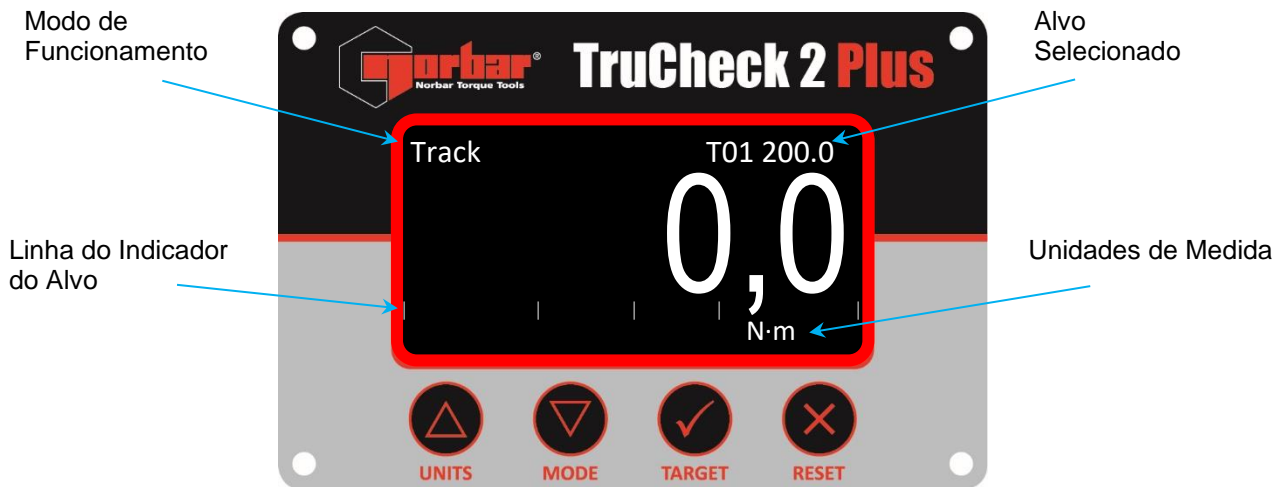 Modo de
Funcionamento
Alvo
Selecionado
Norbar®
Norbar Torque Tools
TruCheck 2 Plus
Track
T01 200.0
0,0
Linha do Indicador
do Alvo
Unidades de Medida
N·m
UNITS
MODE
TARGET
RESET